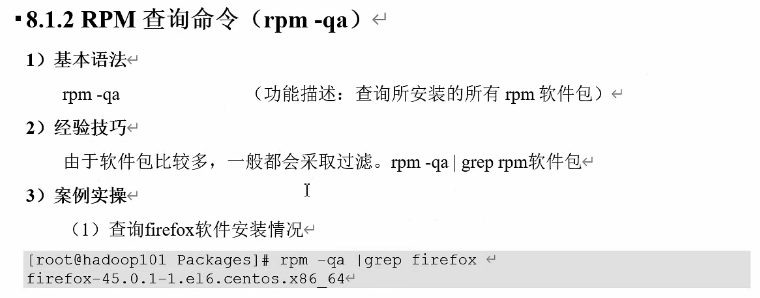 8.1.2 RPM 查询命令（rpm -qa）
1）基本语法
rpm -qa （功能描述：查询所安装的所有 rpm 软件包）
2）经验技巧
由于软件包比较多，一般都会采取过滤。rpm -qa | grep rpm软件包
3）案例实操
（1）查询firefox软件安装情况
[root@hadoop101 Packages]# rpm -qa |grep firefox
firefox-45.0.1-1.el6.centos.x86_64